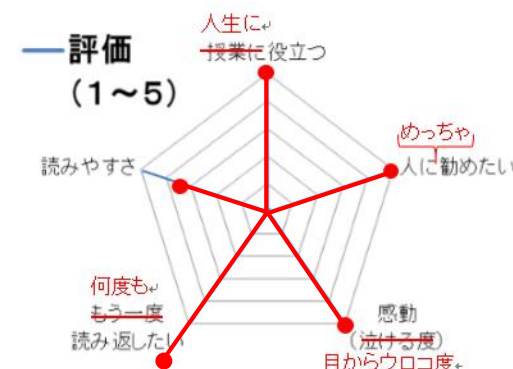 評価
(1～5)
人生に
授業に役立つ
めっちゃ
人に勧めたい
感動
(泣ける度)
目からウロコ度
何度も
もう一度
読み返したい
読みやすさ